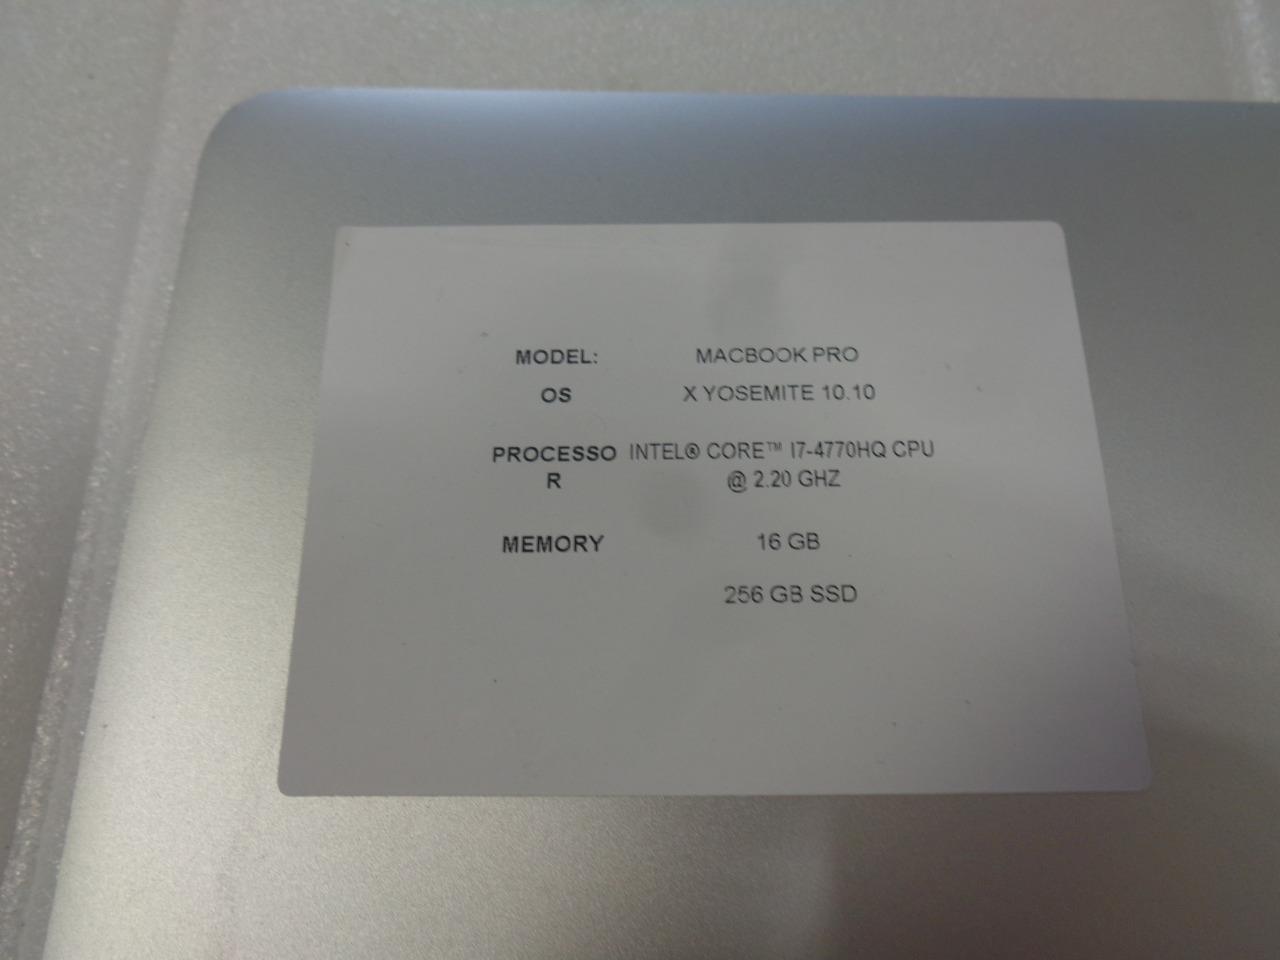 MODEL: MACBOOK PRO
OS X YOSEMITE 10.10
PROCESSO INTEL® CORE™ I7-4770HQ CPU
R @ 2.20 GHZ
MEMORY 16 GB
256 GB SSD